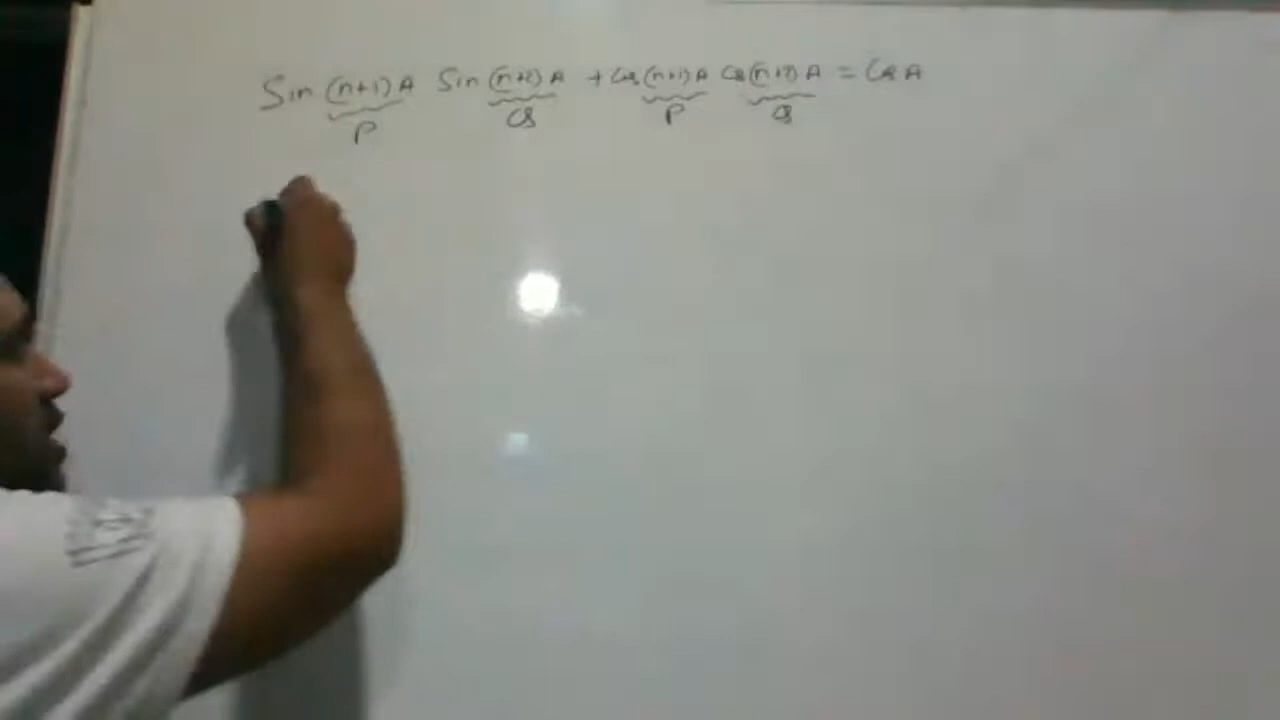 Sin (n+1)A Sin (n+2)A + Cos (n+1)A Cos (n+2)A = Cos A
P Q P Q